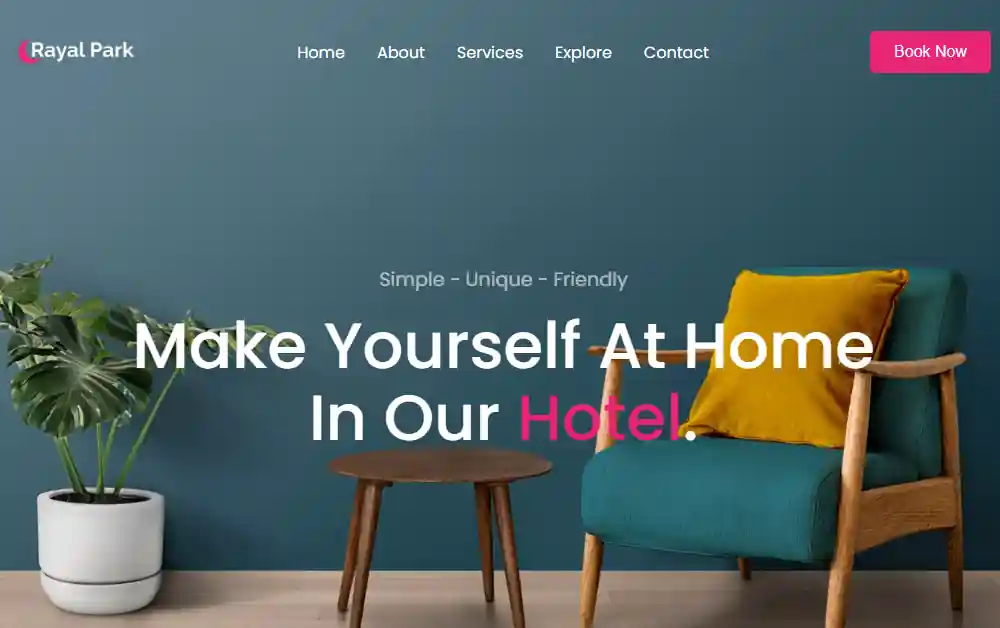 Rayal Park
Home About Services Explore Contact
Book Now
Simple - Unique - Friendly
Make Yourself At Home
In Our Hotel.